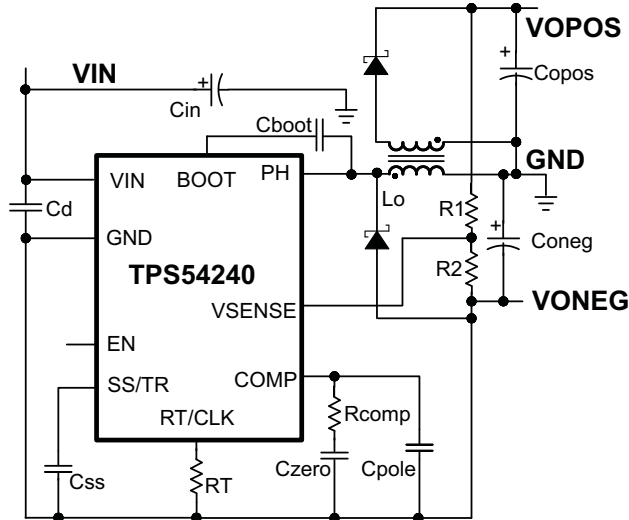 VOPOS
VIN
Copos
Cin
Cboot
GND
VIN
BOOT
PH
Lo
R1
Cd
GND
Coneg
TPS54240
R2
VSENSE
VONEG
EN
SS/TR
COMP
RT/CLK
Rcomp
Css
RT
Czero
Cpole